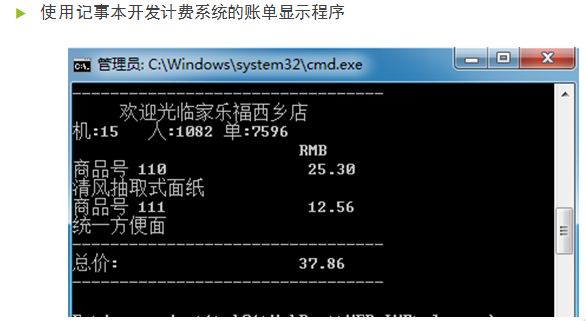 使用记事本开发计费系统的账单显示程序
管理员: C:\Windows\system32\cmd.exe
--------------------------------
欢迎光临家乐福西乡店
机:15 人:1082 单:7596
RMB
商品号 110 25.30
清风抽取式面纸
商品号 111 12.56
统一方便面
--------------------------------
总价: 37.86
--------------------------------